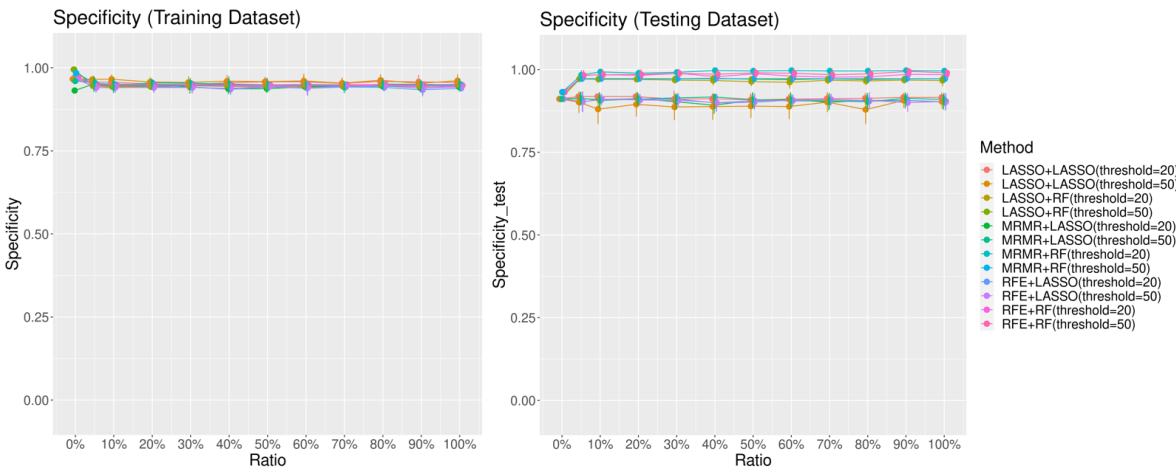 Specificity (Training Dataset)
Specificity
1.00
0.75
0.50
0.25
0.00
0% 10% 20% 30% 40% 50% 60% 70% 80% 90% 100%
Ratio
Specificity (Testing Dataset)
Specificity_test
1.00
0.75
0.50
0.25
0.00
0% 10% 20% 30% 40% 50% 60% 70% 80% 90% 100%
Ratio
Method
LASSO+LASSO(threshold=20)
LASSO+LASSO(threshold=50)
LASSO+RF(threshold=20)
LASSO+RF(threshold=50)
MRMR+LASSO(threshold=20)
MRMR+LASSO(threshold=50)
MRMR+RF(threshold=20)
MRMR+RF(threshold=50)
RFE+LASSO(threshold=20)
RFE+LASSO(threshold=50)
RFE+RF(threshold=20)
RFE+RF(threshold=50)